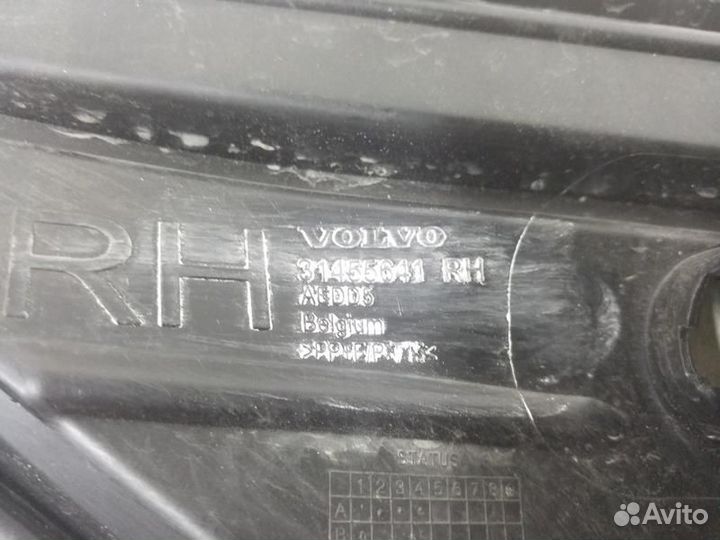 RH
VOLVO
31455641 RH
Belgium
STATUS
1 2 3 4 5 6 7 8
A
B
Avito